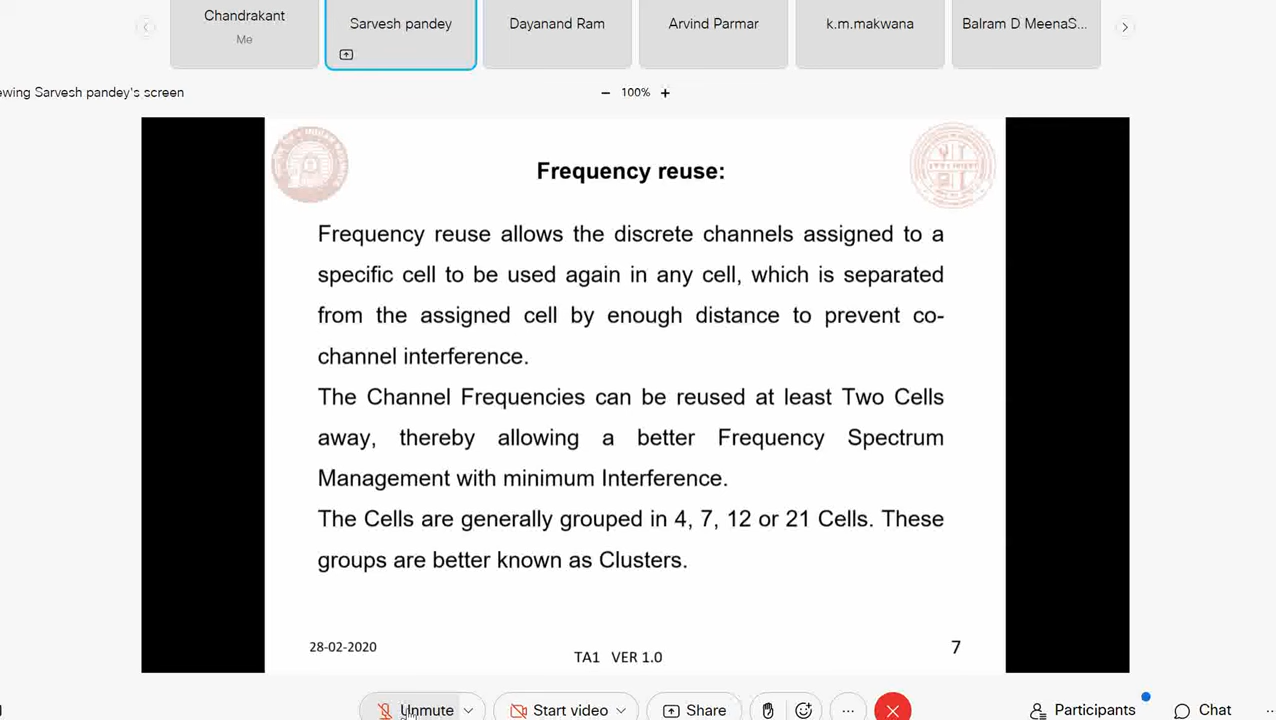 Chandrakant
Me
Sarvesh pandey
Dayanand Ram
Arvind Parmar
k.m.makwana
Balram D MeenaS...
ewing Sarvesh pandey's screen
100%
Frequency reuse:
Frequency reuse allows the discrete channels assigned to a
specific cell to be used again in any cell, which is separated
from the assigned cell by enough distance to prevent co-
channel interference.
The Channel Frequencies can be reused at least Two Cells
away, thereby allowing a better Frequency Spectrum
Management with minimum Interference.
The Cells are generally grouped in 4, 7, 12 or 21 Cells. These
groups are better known as Clusters.
28-02-2020
TA1 VER 1.0
7
Unmute
Start video
Share
Participants
Chat